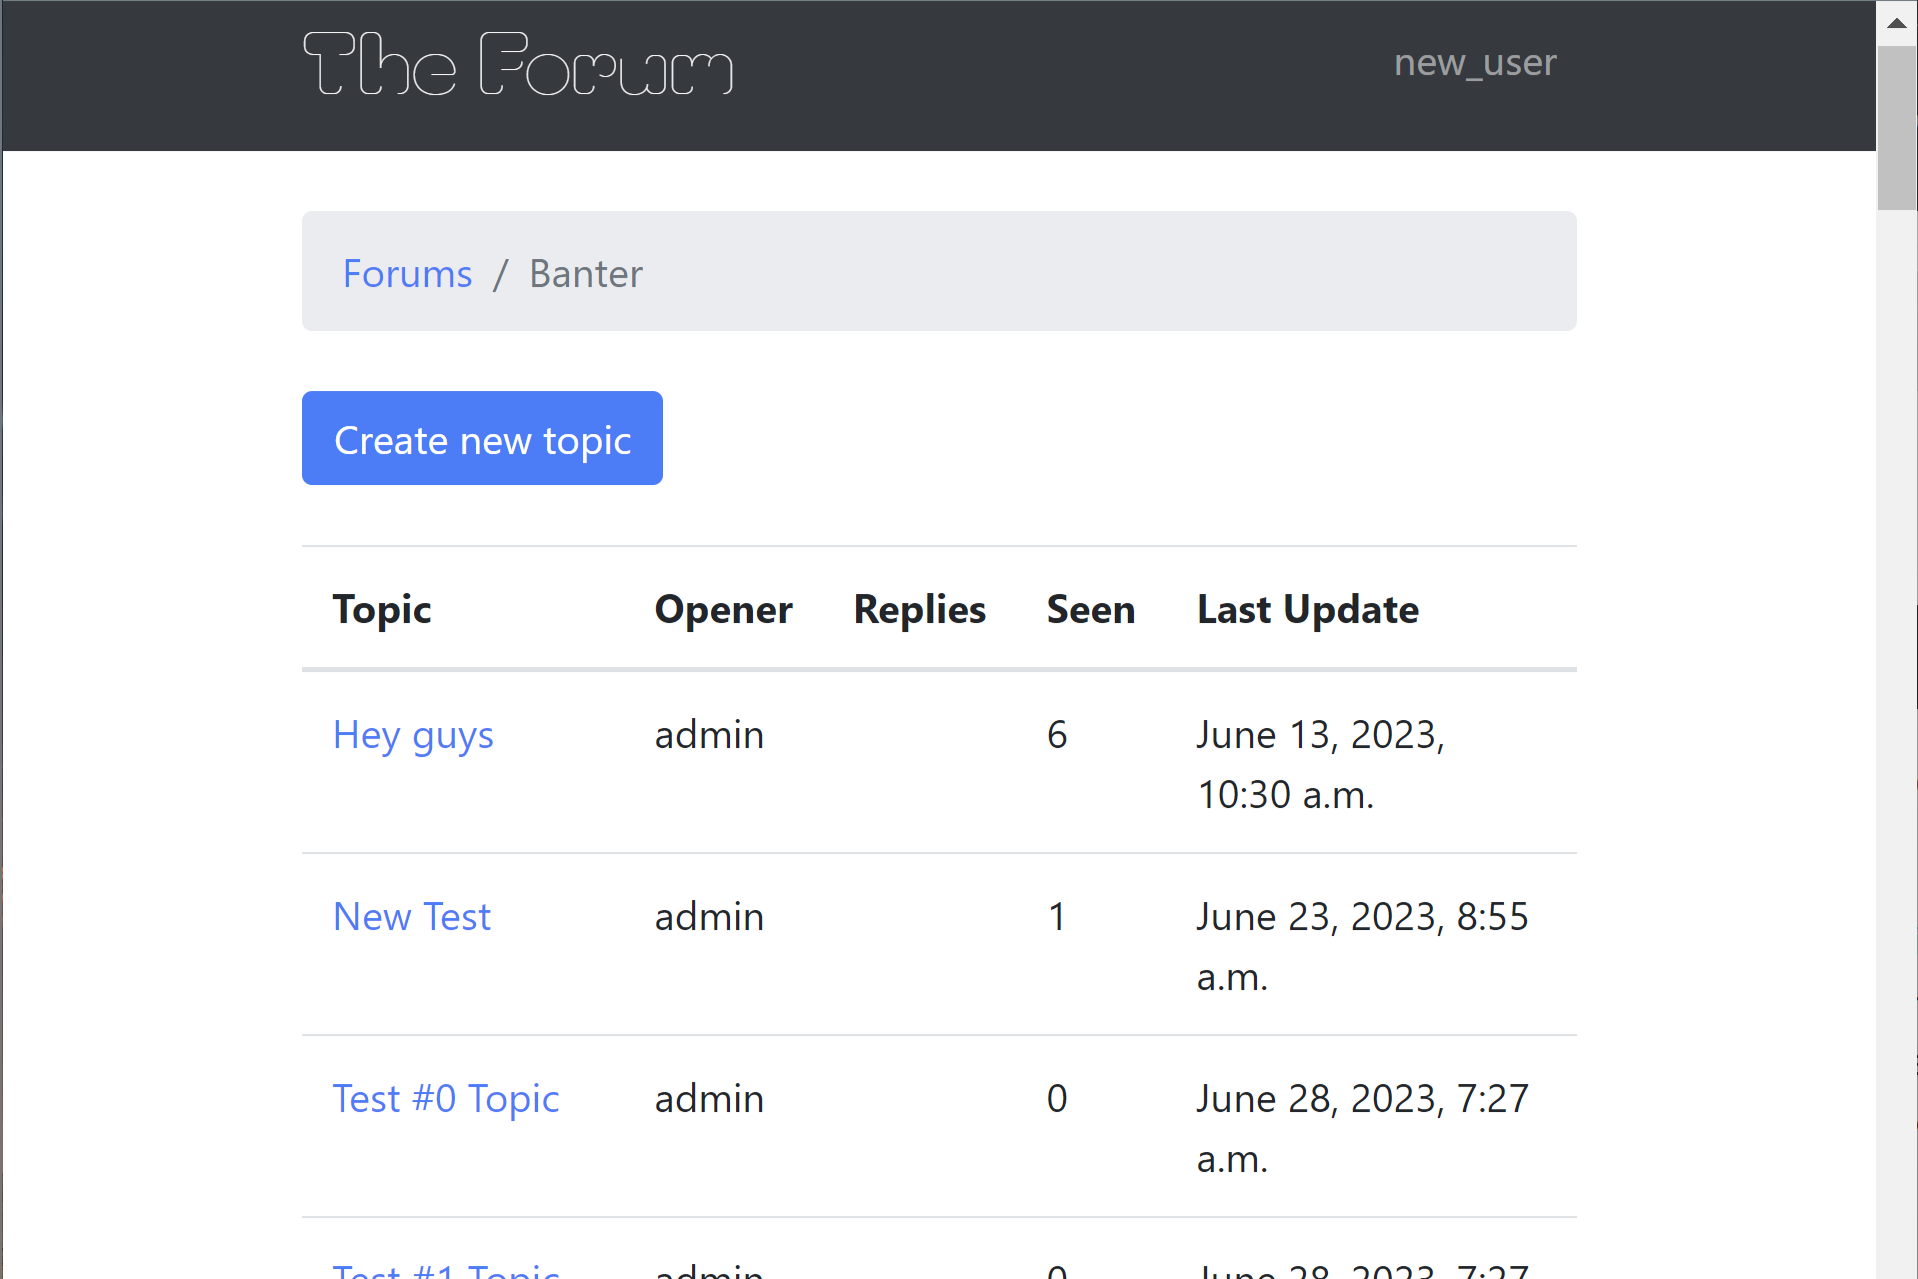 The Forum
new_user
Forums / Banter
Create new topic
Topic Opener Replies Seen Last Update
Hey guys admin 6 June 13, 2023,
10:30 a.m.
New Test admin 1 June 23, 2023, 8:55
a.m.
Test #0 Topic admin 0 June 28, 2023, 7:27
a.m.
Test #1 Topic admin 0 June 28, 2023, 7:27